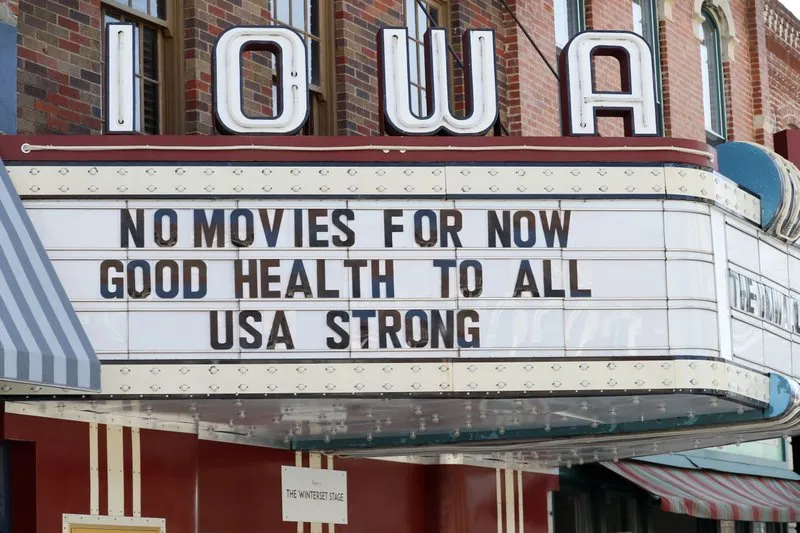 IOWA
NO MOVIES FOR NOW
GOOD HEALTH TO ALL
USA STRONG
THE WINTERSET STAGE